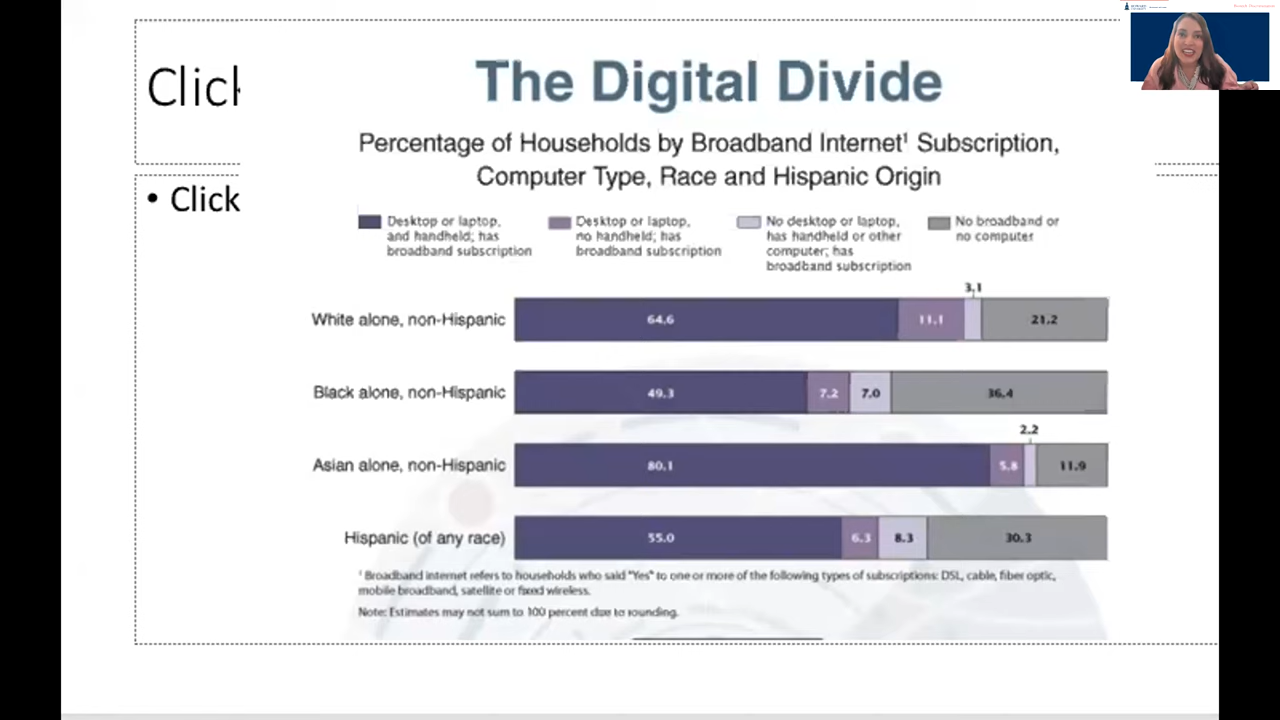 Click
The Digital Divide
Percentage of Households by Broadband Internet¹ Subscription,
Computer Type, Race and Hispanic Origin
• Click
Desktop or laptop,
and handheld; has
broadband subscription
Desktop or laptop,
no handheld; has
broadband subscription
No desktop or laptop,
has handheld or other
computer; has
broadband subscription
No broadband or
no computer
3.1
White alone, non-Hispanic 64.6 11.1 21.2
Black alone, non-Hispanic 49.3 7.2 7.0 36.4
2.2
Asian alone, non-Hispanic 80.1 5.8 11.9
Hispanic (of any race) 55.0 6.3 8.3 30.3
¹ Broadband internet refers to households who said "Yes" to one or more of the following types of subscriptions: DSL, cable, fiber optic,
mobile broadband, satellite or fixed wireless.
Note: Estimates may not sum to 100 percent due to rounding.